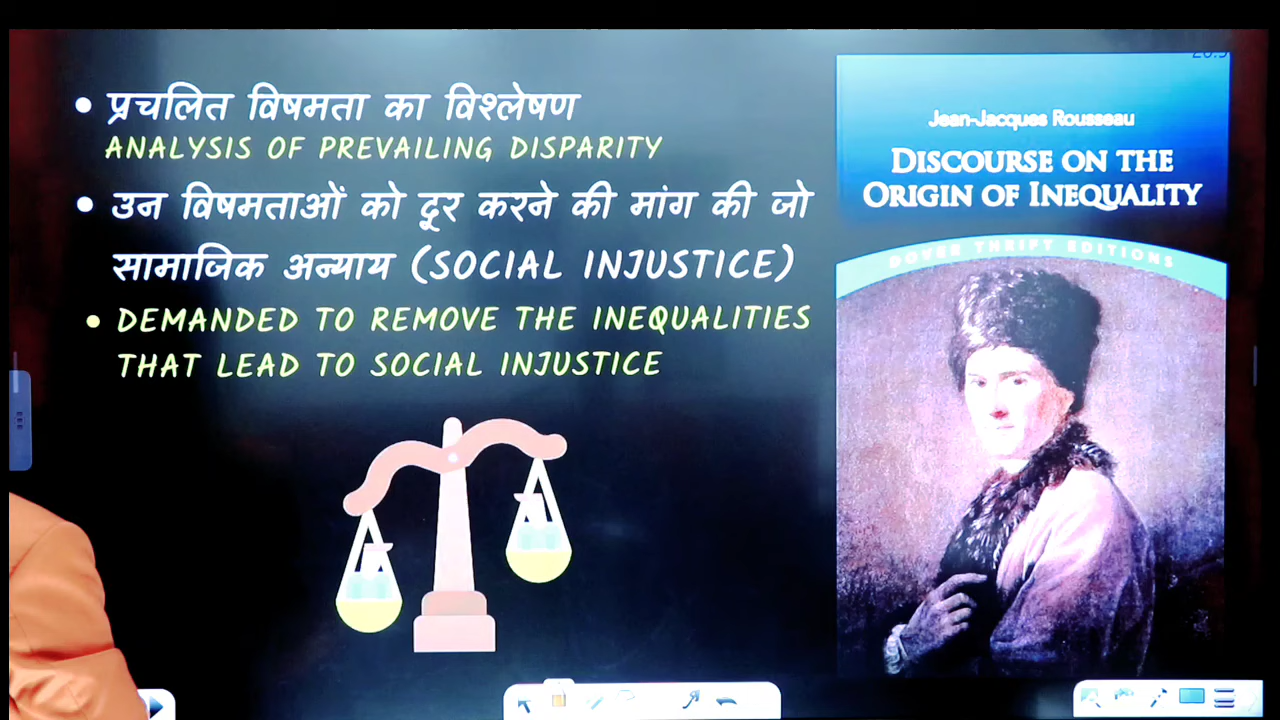 प्रचलित विषमता का विश्लेषण
ANALYSIS OF PREVAILING DISPARITY
उन विषमताओं को दूर करने की मांग की जो
सामाजिक अन्याय (SOCIAL INJUSTICE)
DEMANDED TO REMOVE THE INEQUALITIES
THAT LEAD TO SOCIAL INJUSTICE
Jean-Jacques Rousseau
DISCOURSE ON THE
ORIGIN OF INEQUALITY
DOVER THRIFT EDITIONS